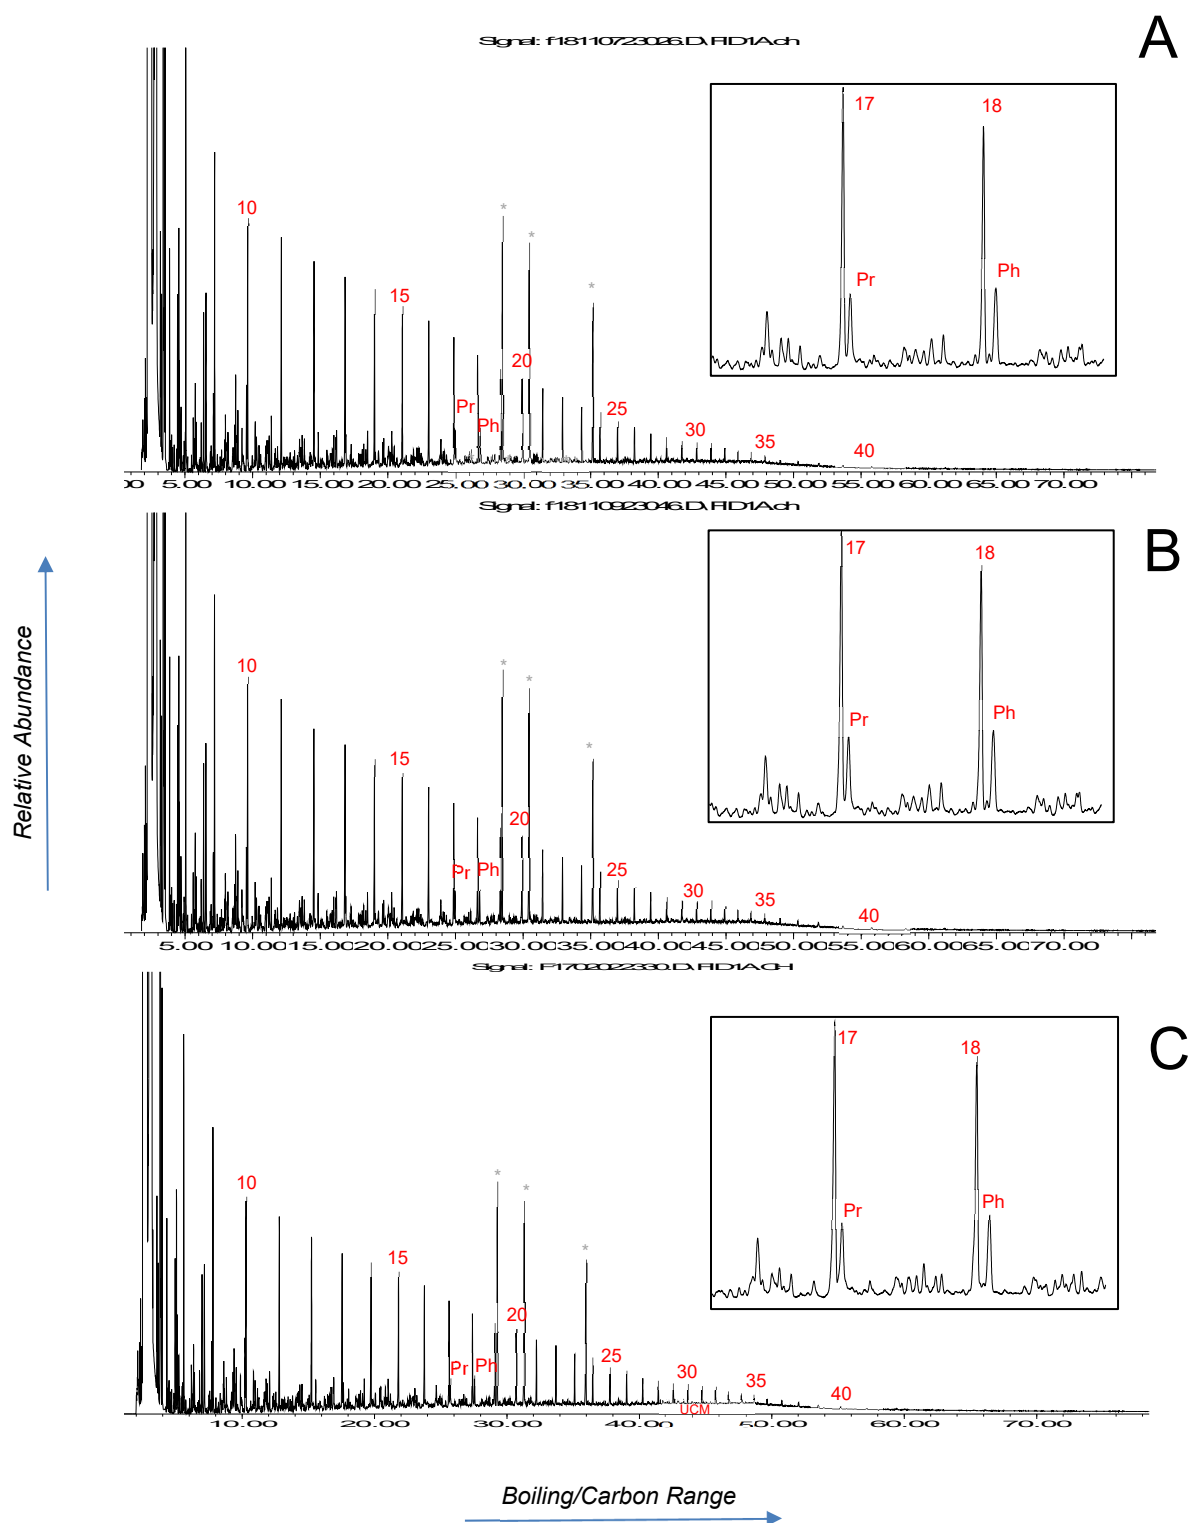 A
Signal: f18110723026.D\FID1A.ch
17
18
Pr
Ph
10
15
20
Pr
Ph
*
*
*
25
30
35
40
5.00 10.00 15.00 20.00 25.00 30.00 35.00 40.00 45.00 50.00 55.00 60.00 65.00 70.00
B
Signal: f18110923046.D\FID1A.ch
17
18
Pr
Ph
10
15
20
Pr Ph
*
*
*
25
30
35
40
5.00 10.00 15.00 20.00 25.00 30.00 35.00 40.00 45.00 50.00 55.00 60.00 65.00 70.00
Relative Abundance
C
Signal: F1702022330.D\FID1A.CH
17
18
Pr
Ph
10
15
20
Pr Ph
*
*
*
25
30
35
40
UCM
10.00 20.00 30.00 40.00 50.00 60.00 70.00
Boiling/Carbon Range